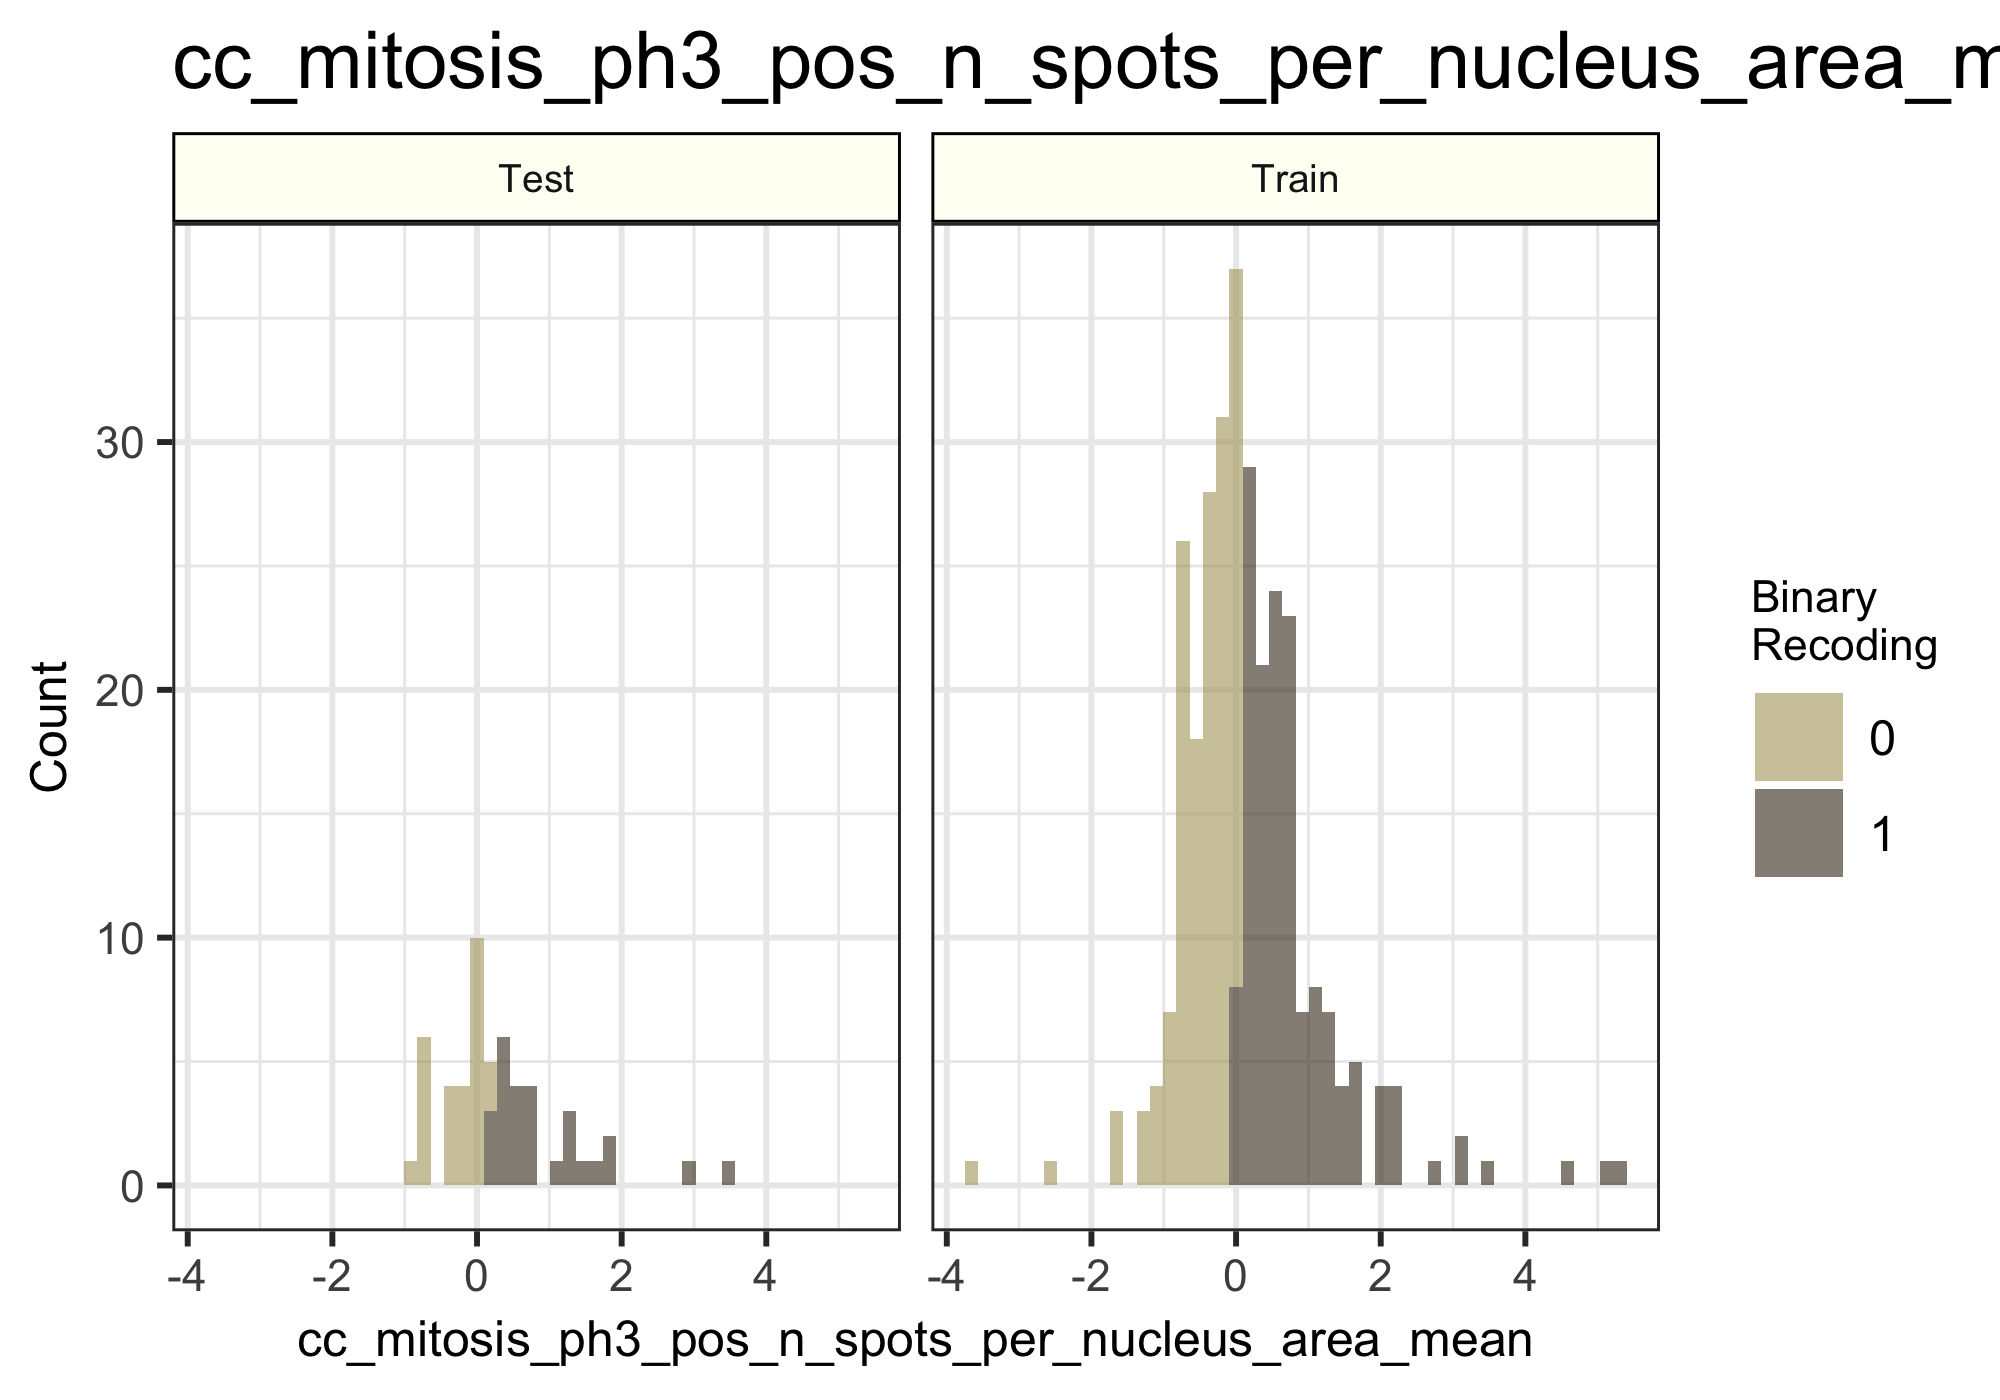 cc_mitosis_ph3_pos_n_spots_per_nucleus_area_m
Test
Train
30
20
10
0
Count
-4 -2 0 2 4
-4 -2 0 2 4
cc_mitosis_ph3_pos_n_spots_per_nucleus_area_mean
Binary
Recoding
0
1